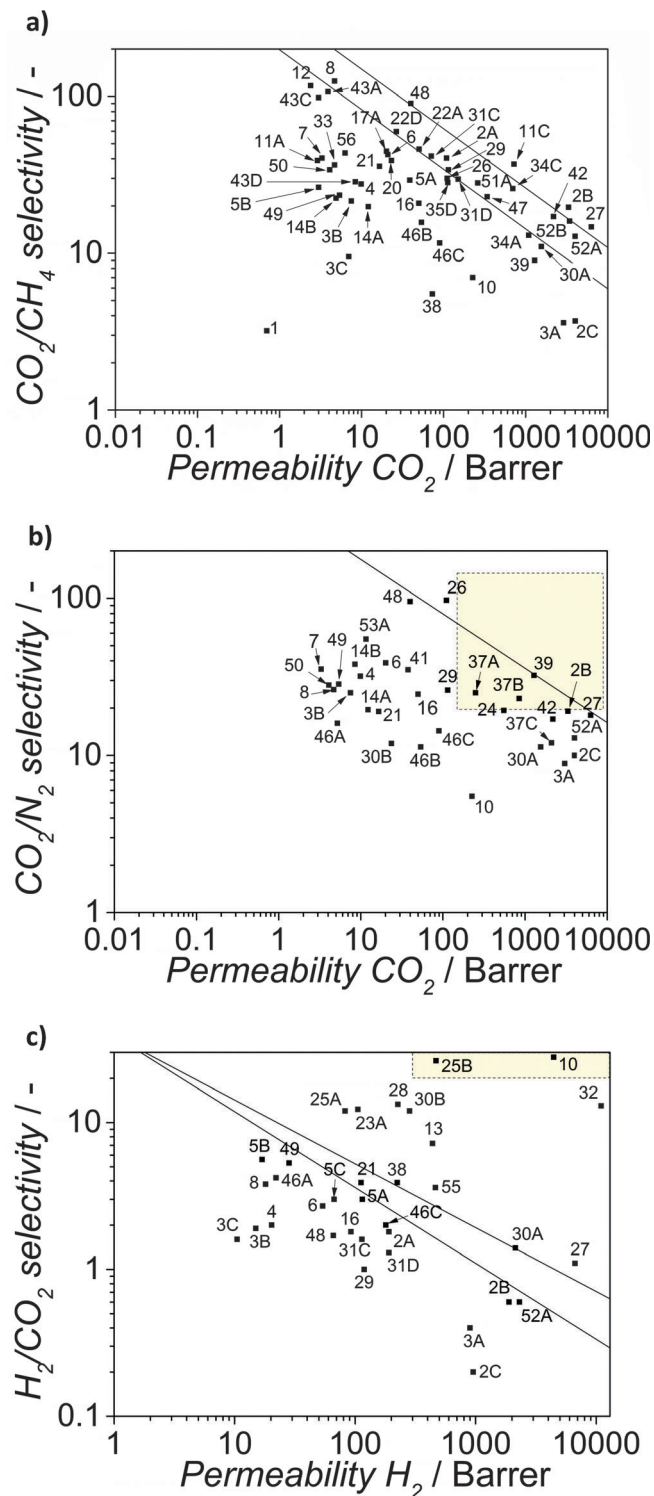 a)
CO2/CH4 selectivity / -
100
10
1
12
8
43A
43C
48
22A
31C
17A
22D
2A
33
6
29
11C
7
56
11A
26
34C
50
21
51A
42
43D
4
20
5A
2B
5B
16
35D
31D
47
27
49
14B
3B
14A
46B
46C
34A
52B
52A
3C
39
30A
10
38
1
3A
2C
0.01 0.1 1 10 100 1000 10000
Permeability CO2 / Barrer
b)
CO2/N2 selectivity / -
100
10
1
48
26
53A
7
49
14B
6
41
37A
39
50
4
29
37B
2B
8
14A
16
24
42
27
3B
21
37C
52A
46A
46C
30B
46B
30A
2C
3A
10
0.01 0.1 1 10 100 1000 10000
Permeability CO2 / Barrer
c)
H2/CO2 selectivity / -
10
1
0.1
25B
10
25A
28
30B
32
23A
13
5B
49
5C
21
38
8
46A
5A
55
6
46C
3C
4
16
30A
3B
48
2A
31C
31D
27
29
2B
52A
3A
2C
1 10 100 1000 10000
Permeability H2 / Barrer